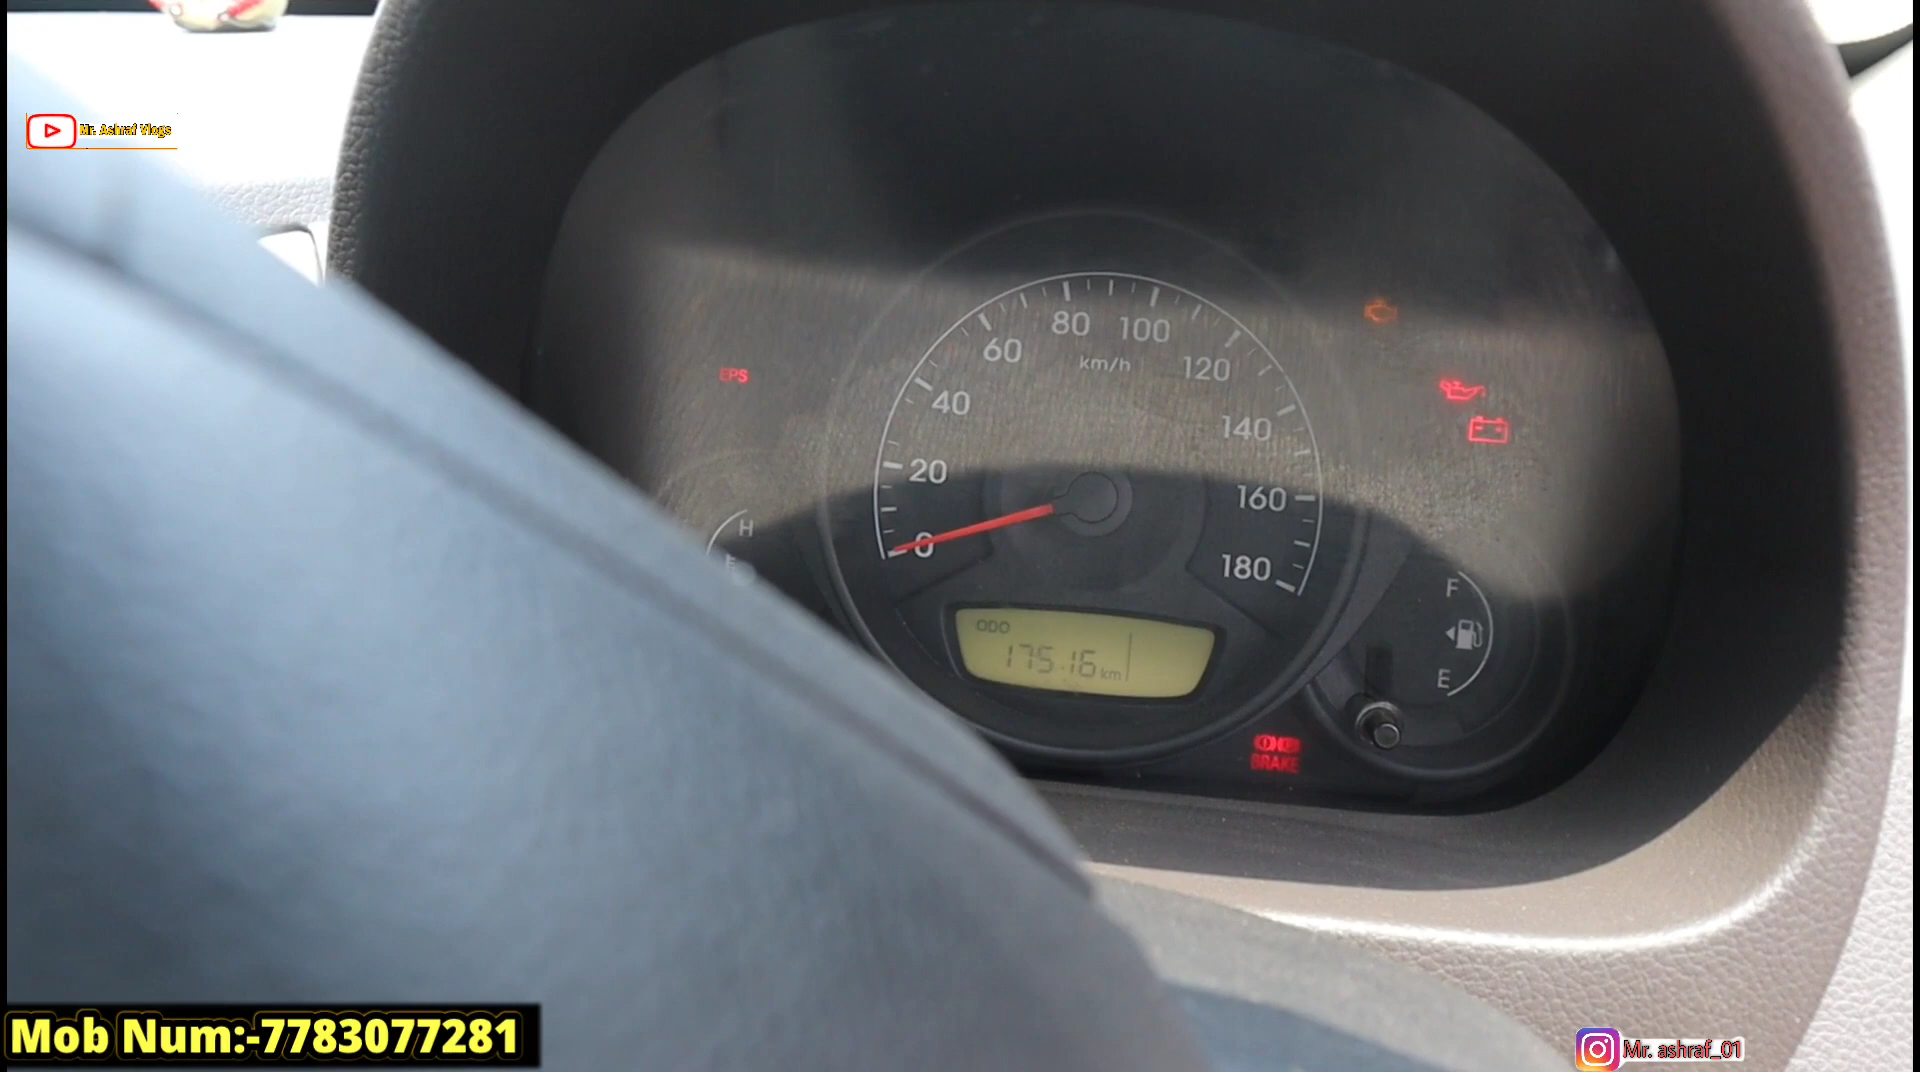 Mr. Ashraf Vlogs
80 100
60
km/h
120
EPS
40
140
20
160
H
0
180
F
ODO
17516 km
E
BRAKE
Mob Num:-7783077281
Mr. ashraf_01